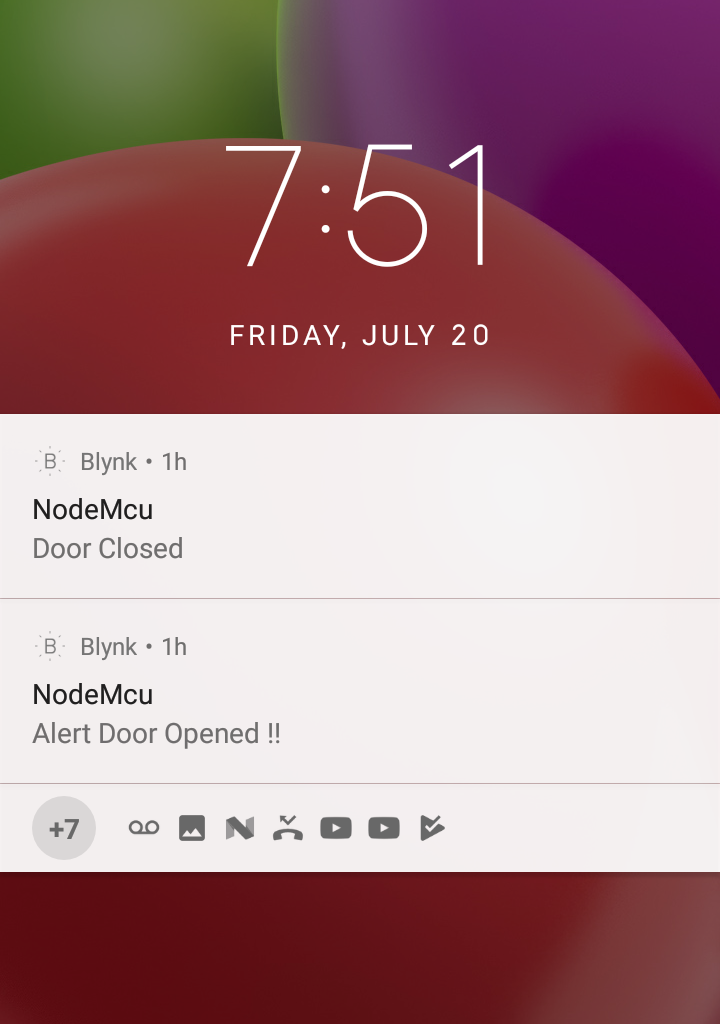 7:51
FRIDAY, JULY 20
B Blynk • 1h
NodeMcu
Door Closed
B Blynk • 1h
NodeMcu
Alert Door Opened !!
+7